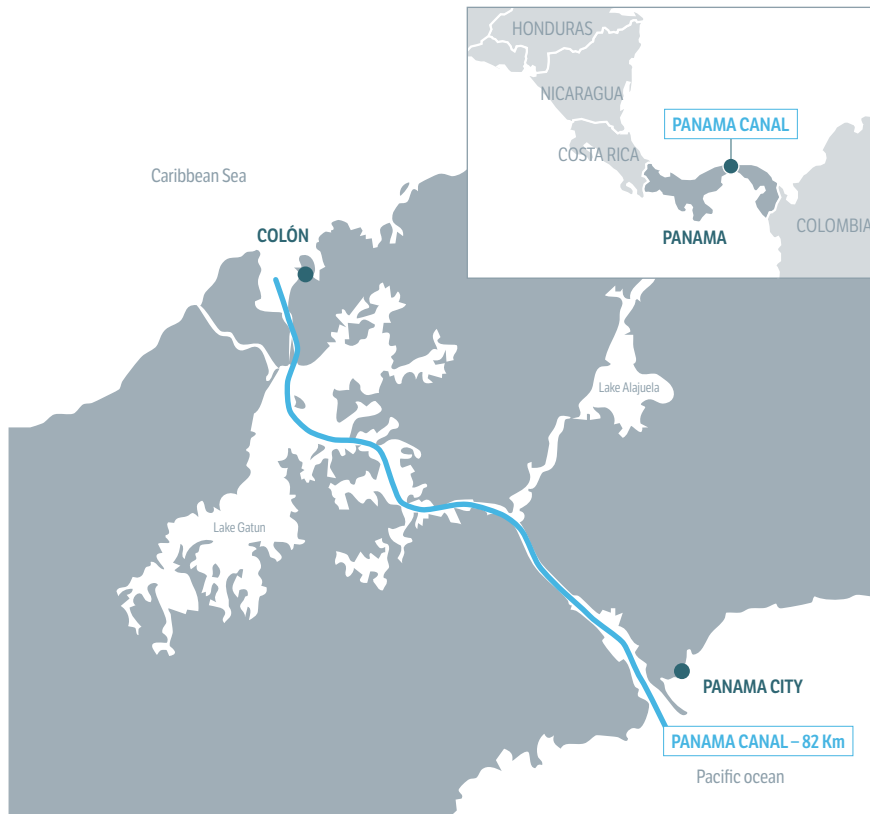 HONDURAS
NICARAGUA
PANAMA CANAL
COSTA RICA
COLOMBIA
PANAMA
Caribbean Sea
COLÓN
Lake Alajuela
Lake Gatun
PANAMA CITY
PANAMA CANAL – 82 Km
Pacific ocean